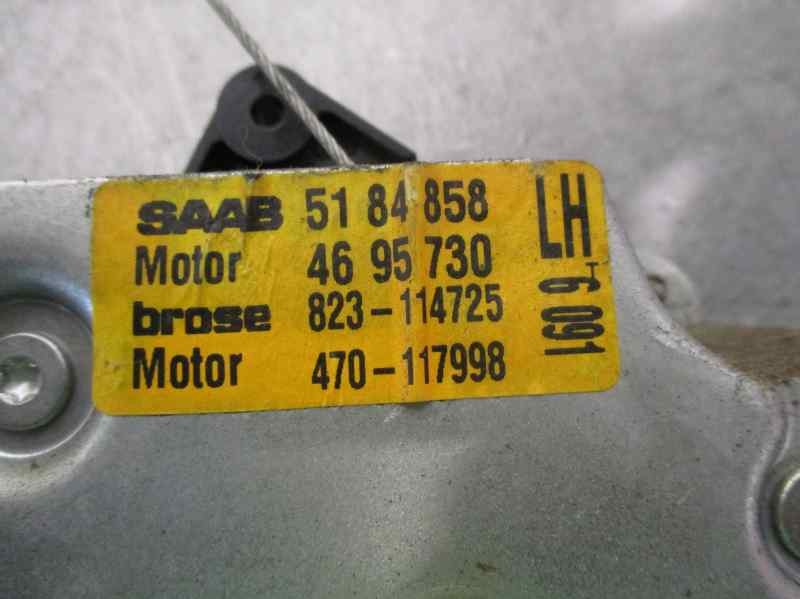 SAAB 51 84 858
Motor 46 95 730
brose 823-114725
Motor 470-117998
LH
6 091